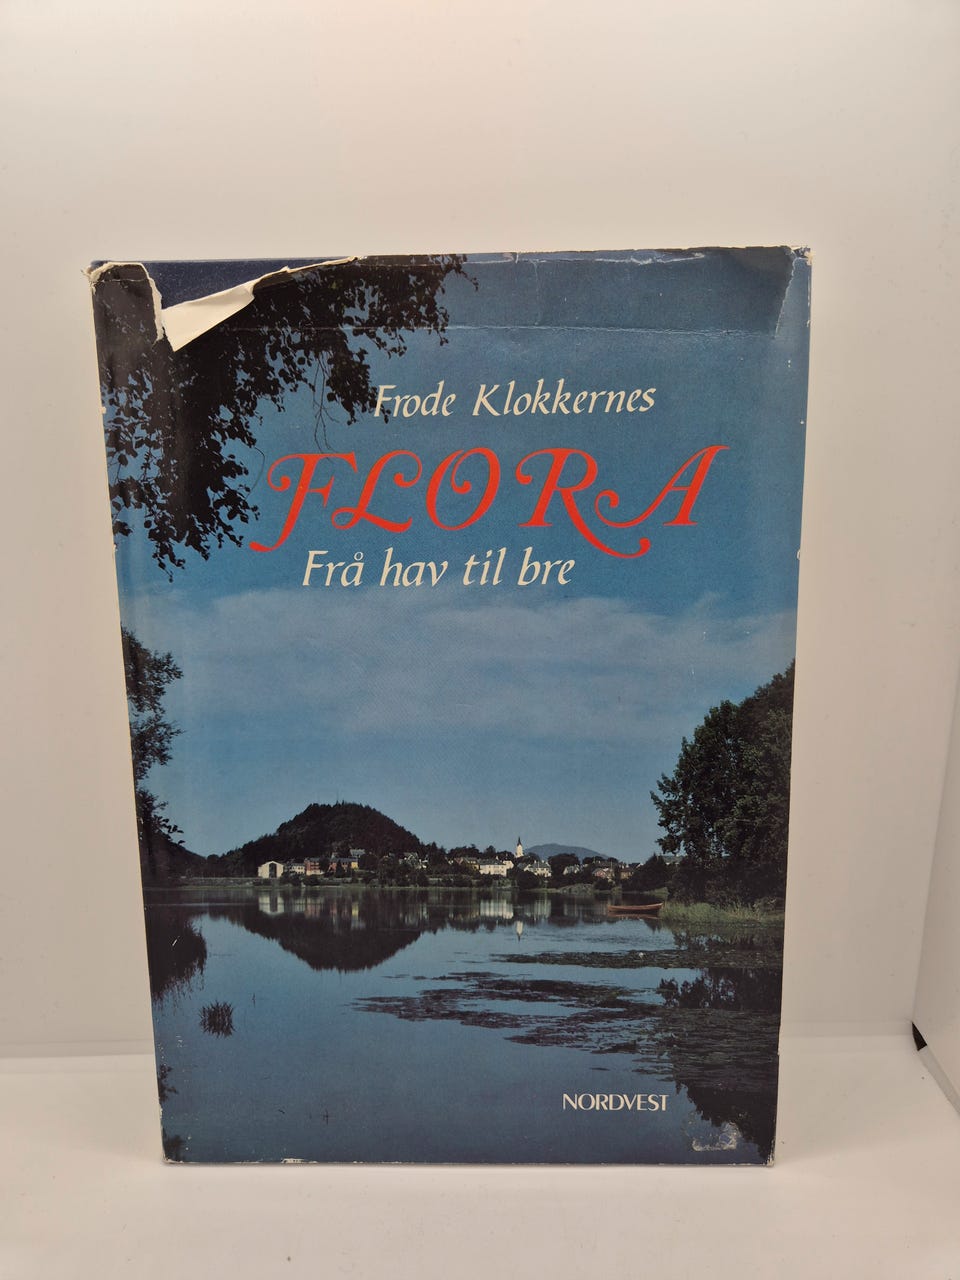 Frode Klokkernes
FLORA
Frå hav til bre
NORDVEST